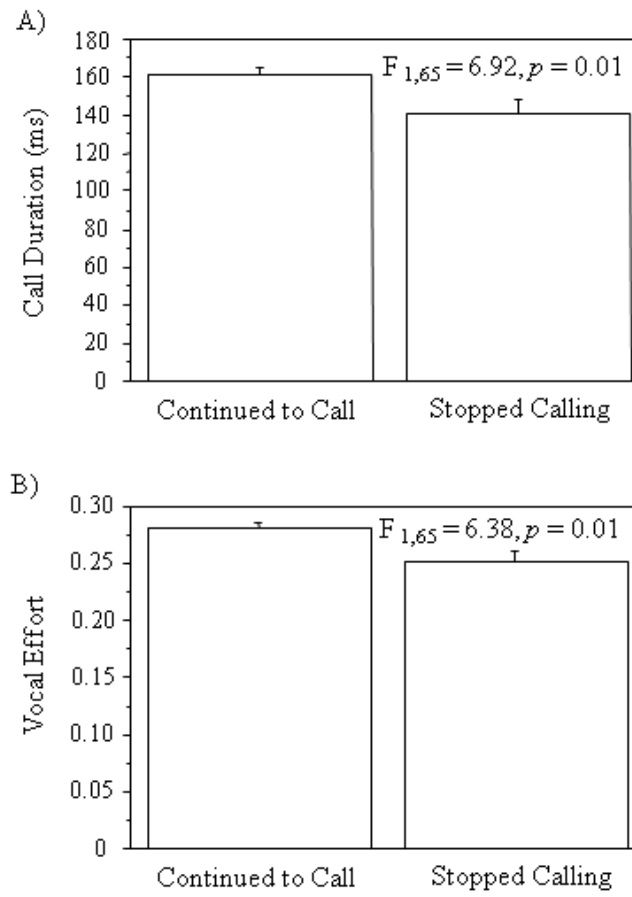 A)
Call Duration (ms)
180
160
140
120
100
80
60
40
20
0
F 1,65 = 6.92, p = 0.01
Continued to Call
Stopped Calling
B)
Vocal Effort
0.30
0.25
0.20
0.15
0.10
0.05
0
F 1,65 = 6.38, p = 0.01
Continued to Call
Stopped Calling